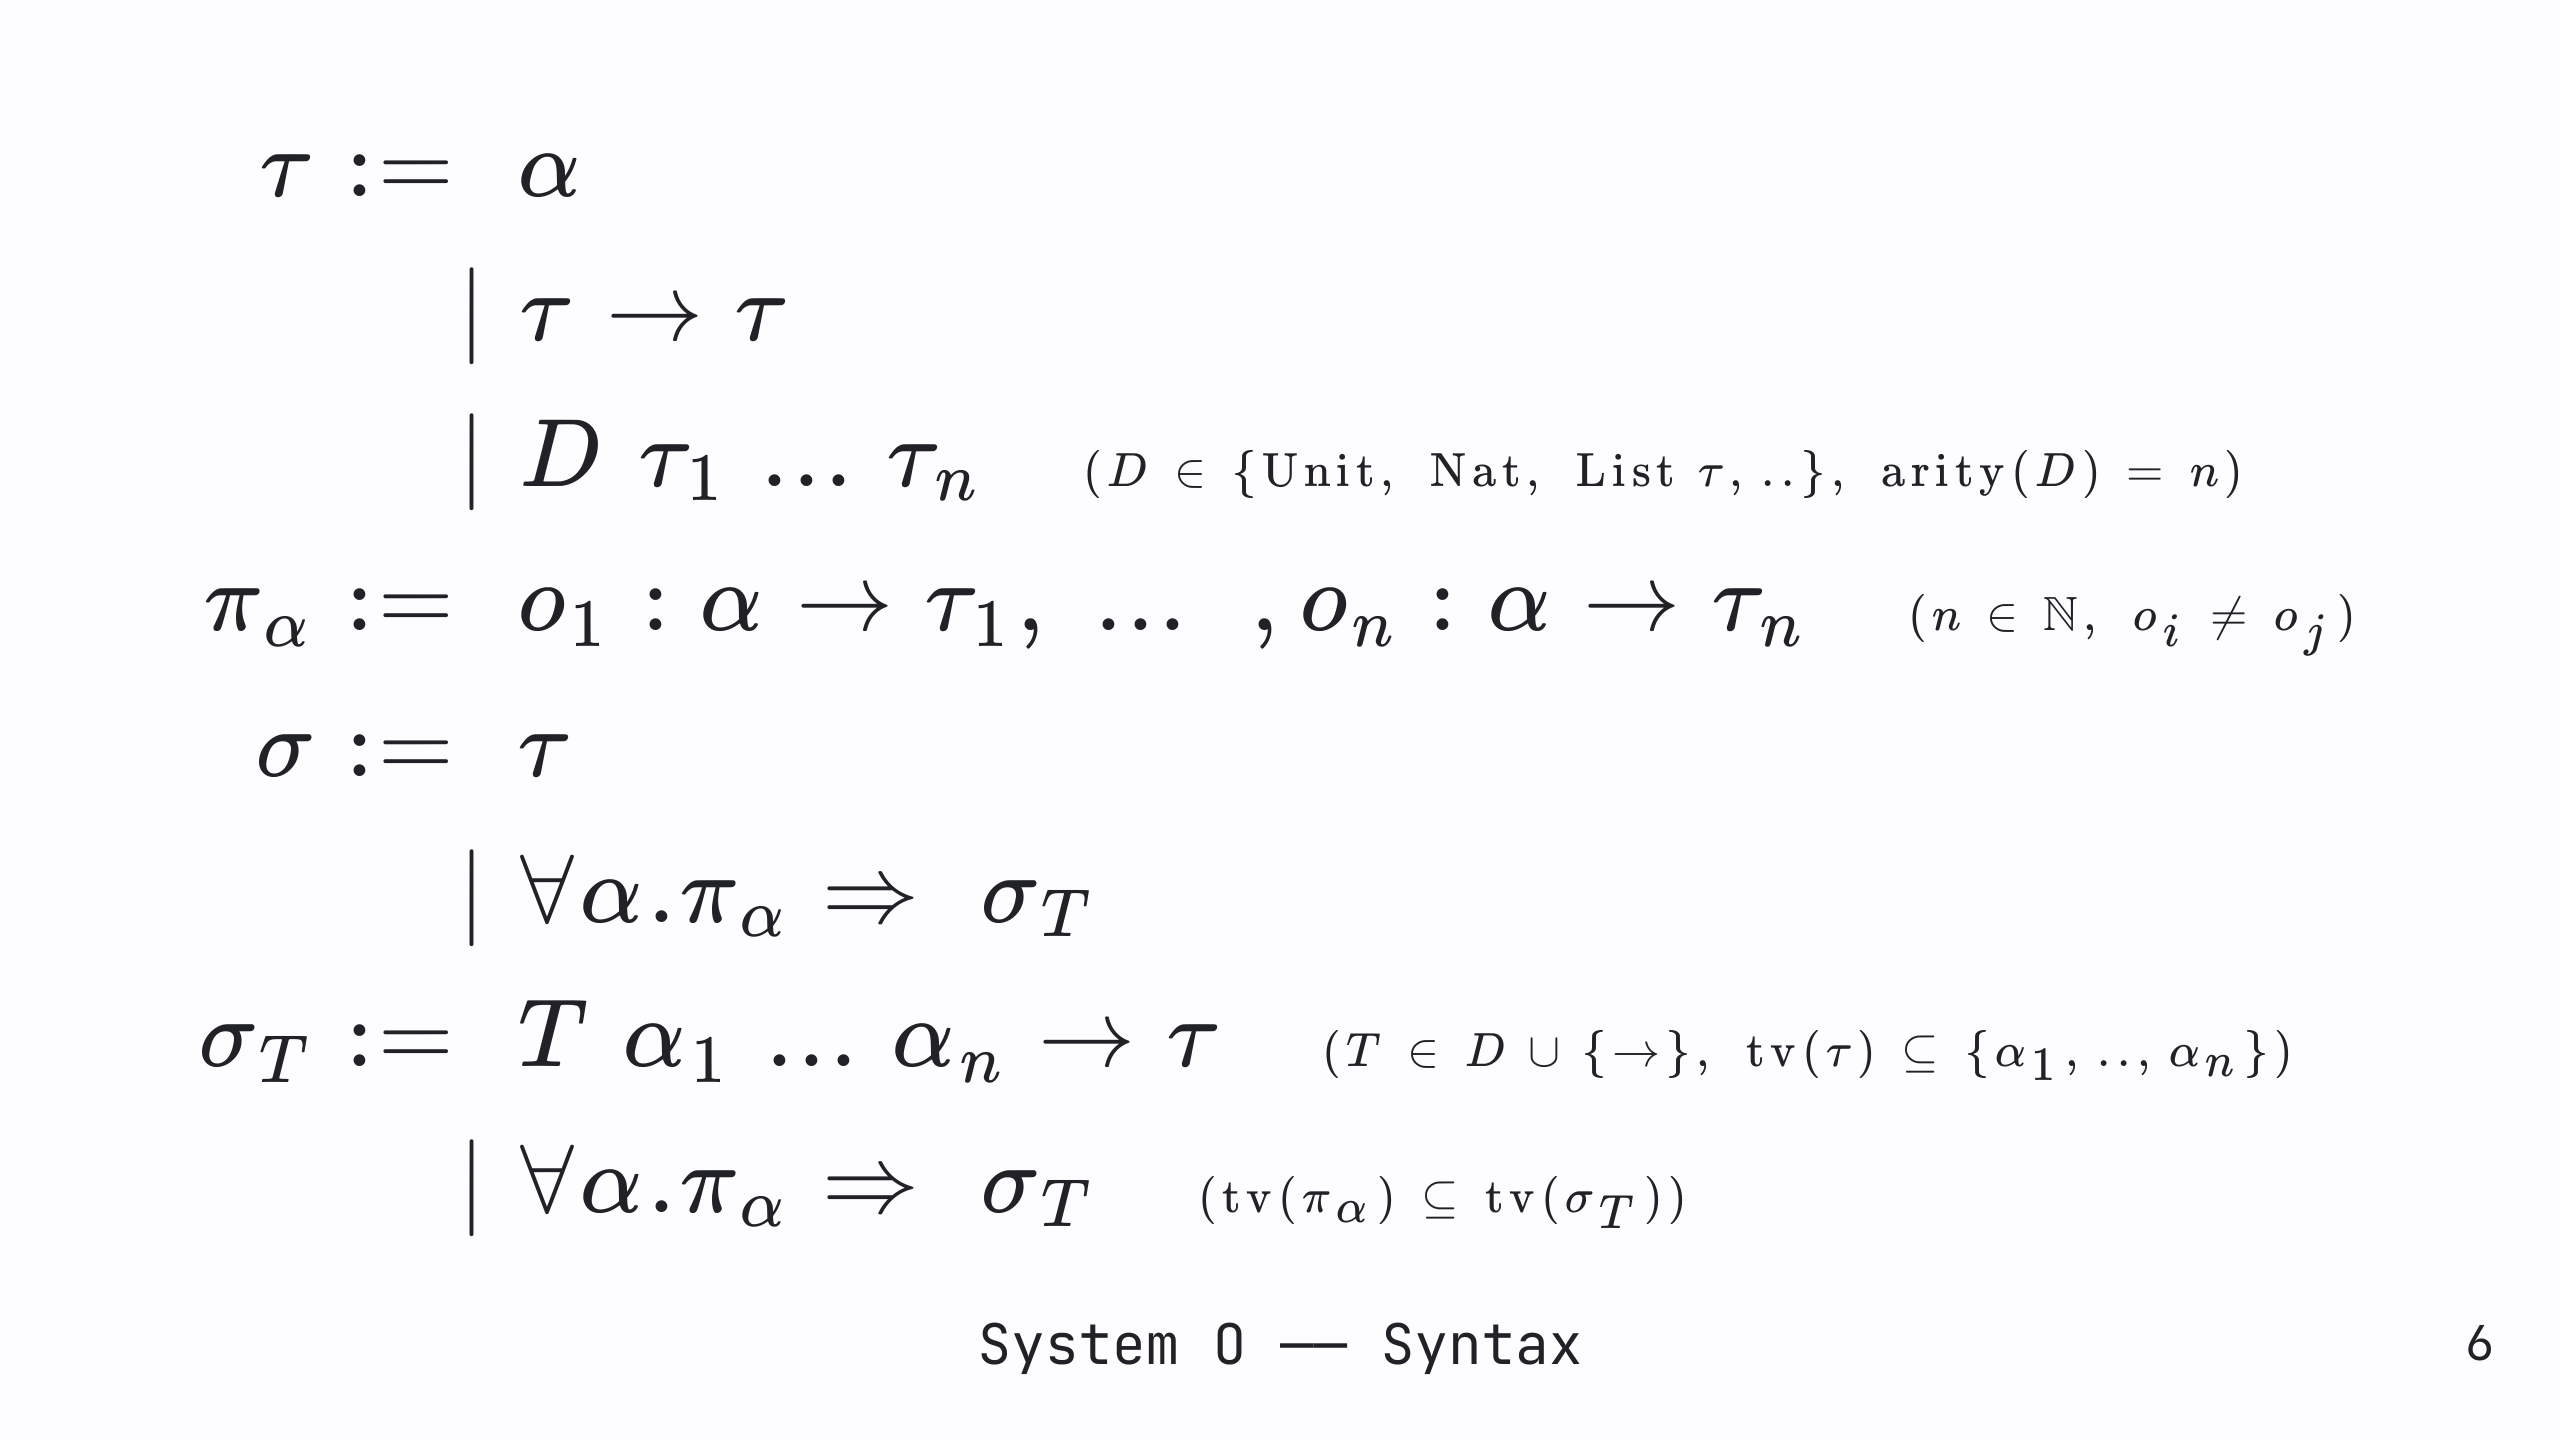 τ := α
| τ → τ
| D τ₁ ... τₙ (D ∈ {Unit, Nat, List τ, ..}, arity(D) = n)
π_α := o₁ : α → τ₁, ... , oₙ : α → τₙ (n ∈ ℕ, o_i ≠ o_j)
σ := τ
| ∀α.π_α ⇒ σ_T
σ_T := T α₁ ... αₙ → τ (T ∈ D ∪ {→}, tv(τ) ⊆ {α₁, .., αₙ})
| ∀α.π_α ⇒ σ_T (tv(π_α) ⊆ tv(σ_T))
System O –– Syntax
6